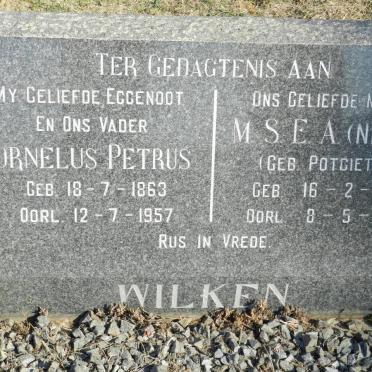 TER GEDAGTENIS AAN
MY GELIEFDE EGGENOOT
EN ONS VADER
ORNELUS PETRUS
GEB. 18-7-1863
OORL. 12-7-1957
ONS GELIEFDE
M. S. E. A. (N
(GEB. POTGIET
GEB. 16-2-
OORL. 8-5-
RUS IN VREDE.
WILKEN